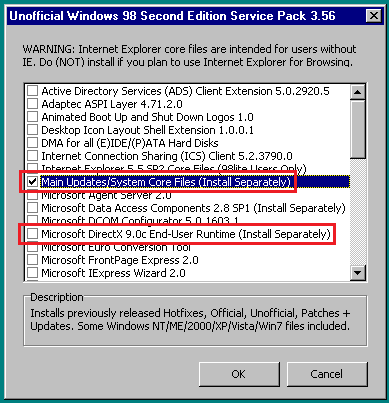 Unofficial Windows 98 Second Edition Service Pack 3.56
WARNING: Internet Explorer core files are intended for users without
IE. Do (NOT) install if you plan to use Internet Explorer for Browsing.
Active Directory Services (ADS) Client Extension 5.0.2920.5
Adaptec ASPI Layer 4.71.2.0
Animated Boot Up and Shut Down Logos 1.0
Desktop Icon Layout Shell Extension 1.0.0.1
DMA for all (E)IDE/(P)ATA Hard Disks
Internet Connection Sharing (ICS) Client 5.2.3790.0
Internet Explorer 5.5 SP2 Core Files (98lite Users Only)
Main Updates/System Core Files (Install Separately)
Microsoft Agent Server 2.0
Microsoft Data Access Components 2.8 SP1 (Install Separately)
Microsoft DCOM Configurator 5.0.1603.1
Microsoft DirectX 9.0c End-User Runtime (Install Separately)
Microsoft Euro Conversion Tool
Microsoft FrontPage Express 2.0
Microsoft IExpress Wizard 2.0
Description
Installs previously released Hotfixes, Official, Unofficial, Patches +
Updates. Some Windows NT/ME/2000/XP/Vista/Win7 files included.
OK
Cancel